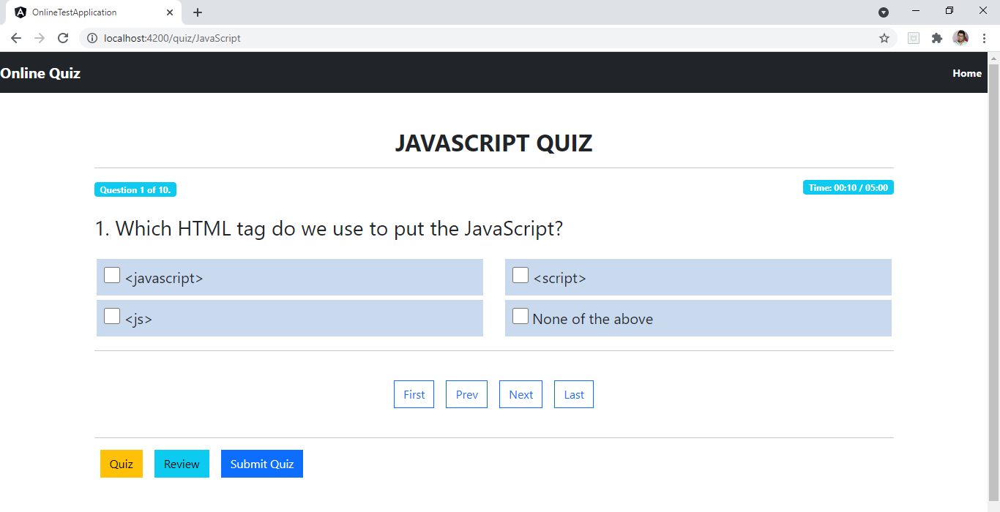 OnlineTestApplication
localhost:4200/quiz/JavaScript
Online Quiz Home
JAVASCRIPT QUIZ
Question 1 of 10. Time: 00:10 / 05:00
1. Which HTML tag do we use to put the JavaScript?
<javascript> <script>
<js> None of the above
First Prev Next Last
Quiz Review Submit Quiz